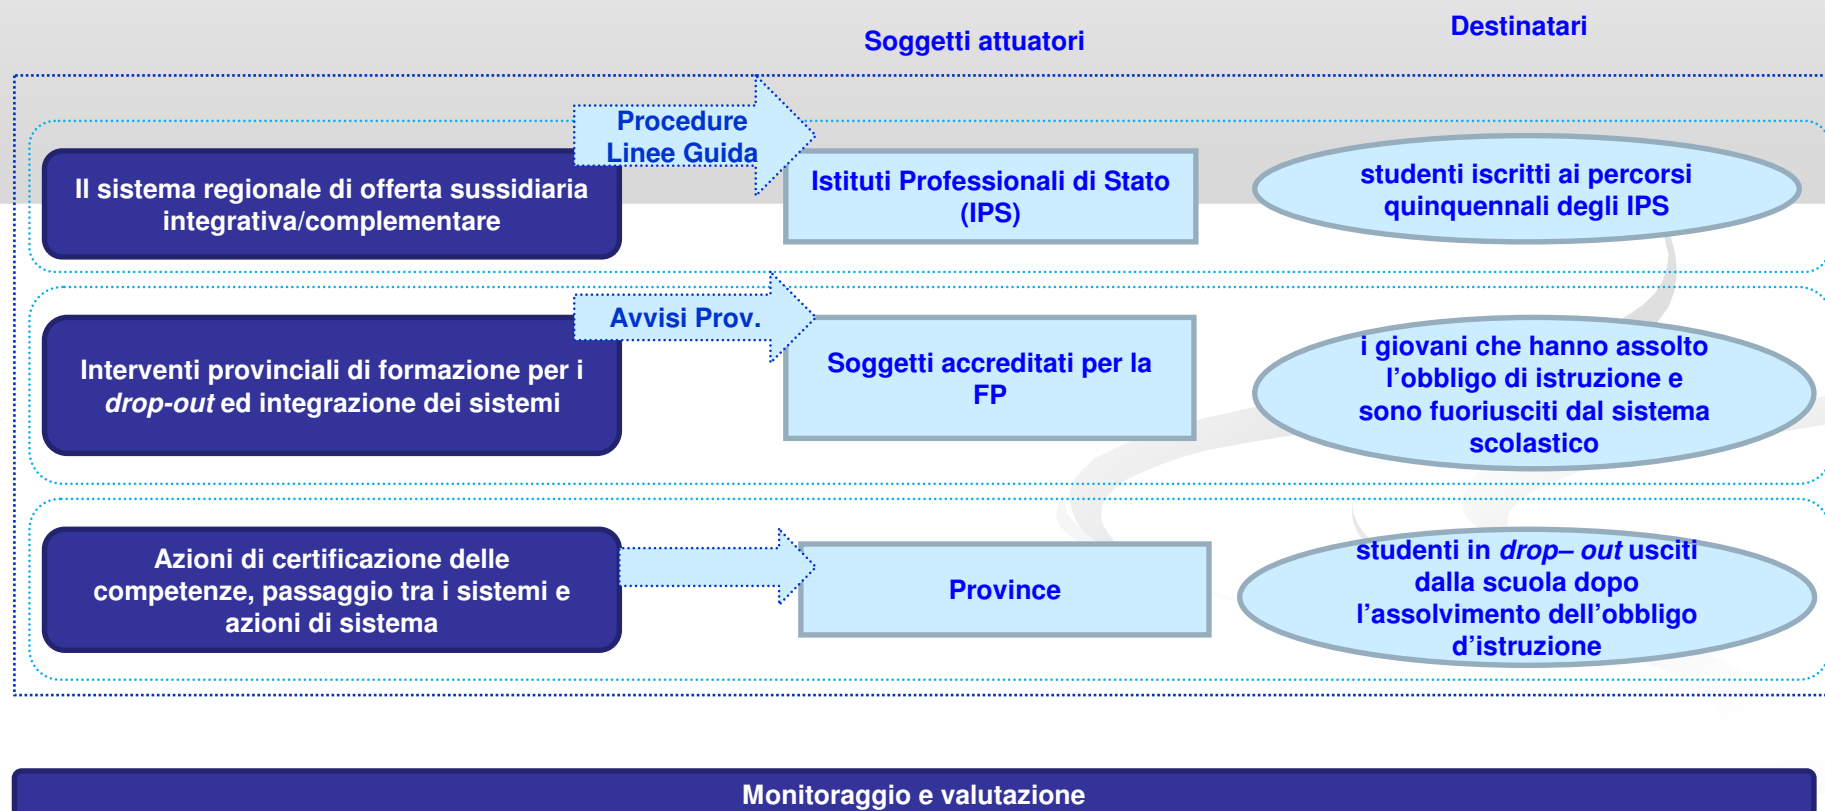 Soggetti attuatori
Destinatari
Procedure
Linee Guida
Il sistema regionale di offerta sussidiaria
integrativa/complementare
Istituti Professionali di Stato
(IPS)
studenti iscritti ai percorsi
quinquennali degli IPS
Avvisi Prov.
Interventi provinciali di formazione per i
drop-out ed integrazione dei sistemi
Soggetti accreditati per la
FP
i giovani che hanno assolto
l’obbligo di istruzione e
sono fuoriusciti dal sistema
scolastico
Azioni di certificazione delle
competenze, passaggio tra i sistemi e
azioni di sistema
Province
studenti in drop– out usciti
dalla scuola dopo
l’assolvimento dell’obbligo
d’istruzione
Monitoraggio e valutazione